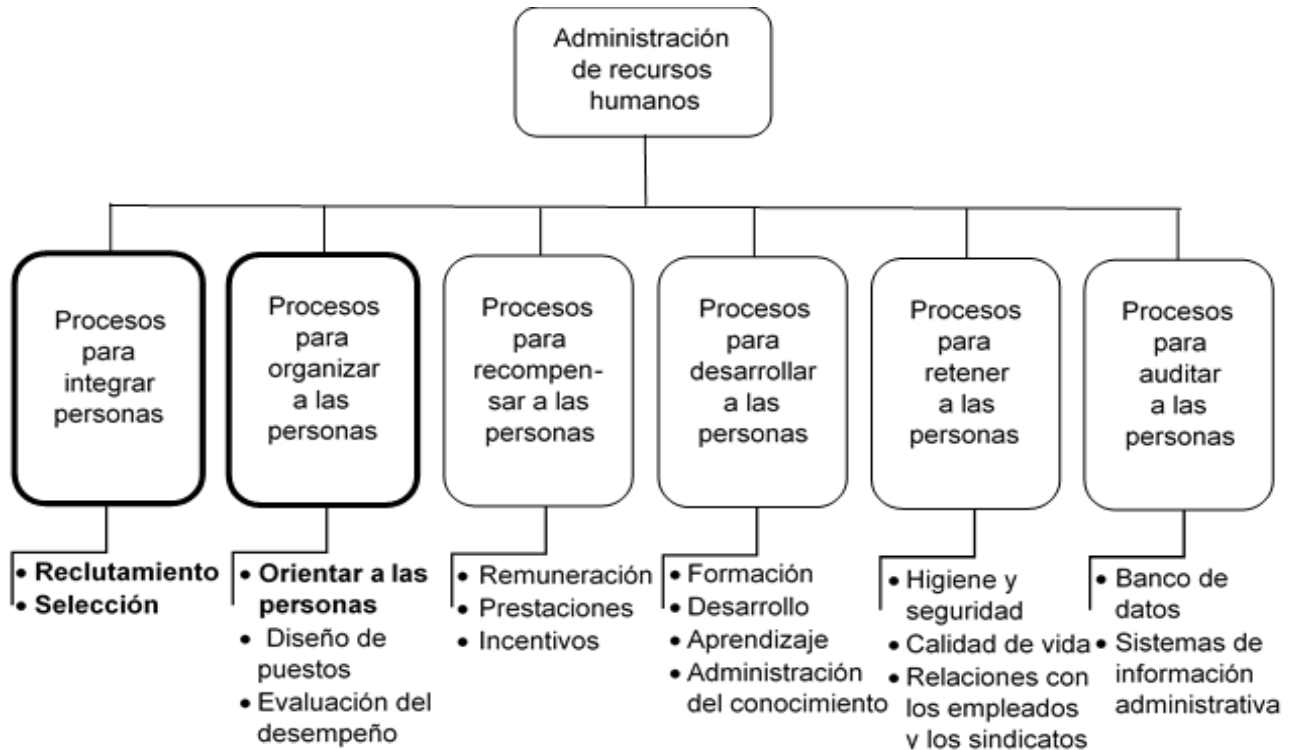 Administración
de recursos
humanos
Procesos
para
integrar
personas
Procesos
para
organizar
a las
personas
Procesos
para
recompen-
sar a las
personas
Procesos
para
desarrollar
a las
personas
Procesos
para
retener
a las
personas
Procesos
para
auditar
a las
personas
• Reclutamiento
• Selección
• Orientar a las
personas
• Diseño de
puestos
• Evaluación del
desempeño
• Remuneración
• Prestaciones
• Incentivos
• Formación
• Desarrollo
• Aprendizaje
• Administración
del conocimiento
• Higiene y
seguridad
• Calidad de vida
• Relaciones con
los empleados
y los sindicatos
• Banco de
datos
• Sistemas de
información
administrativa